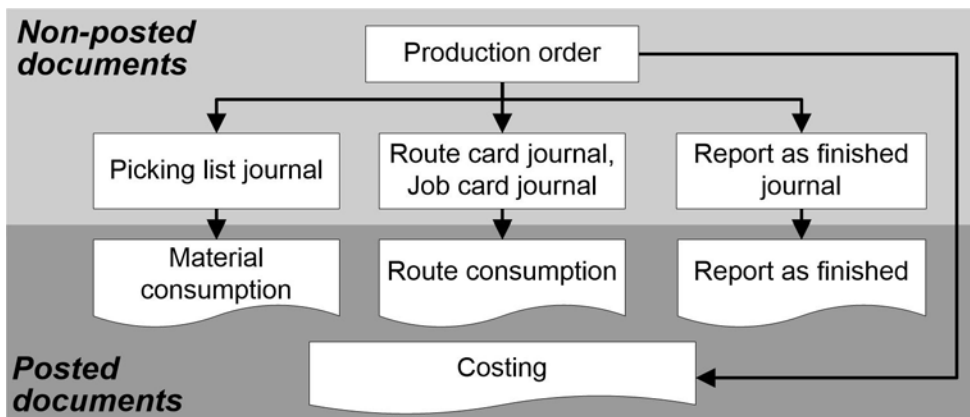 Non-posted
documents
Production order
Picking list journal
Route card journal,
Job card journal
Report as finished
journal
Material
consumption
Route consumption
Report as finished
Posted
documents
Costing